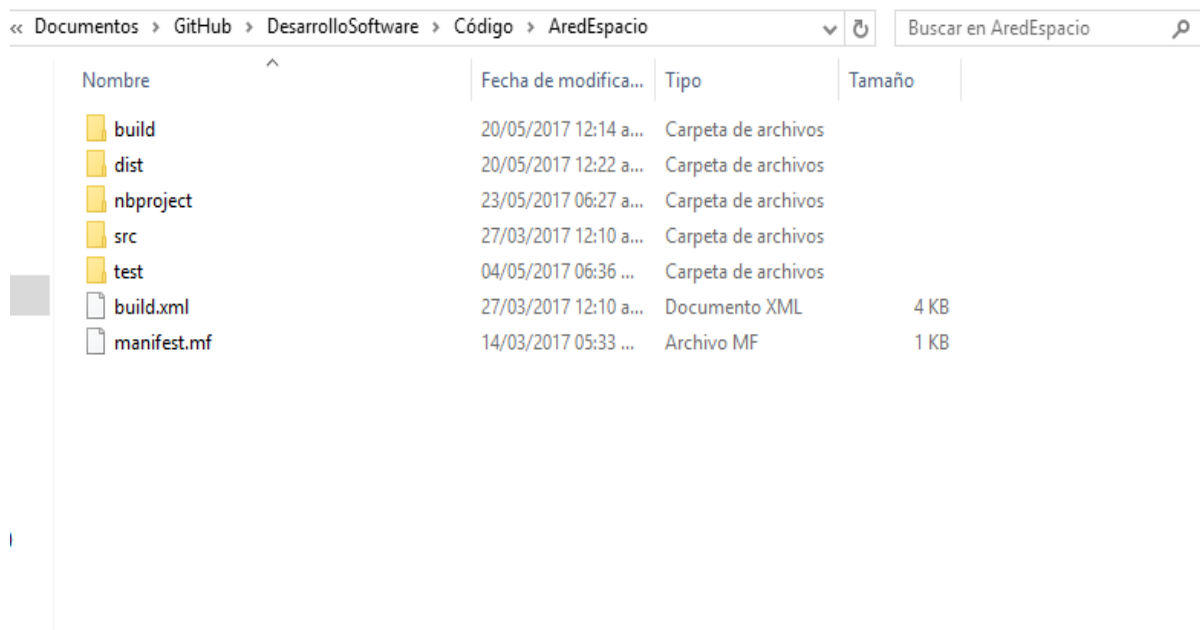 « Documentos > GitHub > DesarrolloSoftware > Código > AredEspacio Buscar en AredEspacio
Nombre Fecha de modifica... Tipo Tamaño
build 20/05/2017 12:14 a... Carpeta de archivos
dist 20/05/2017 12:22 a... Carpeta de archivos
nbproject 23/05/2017 06:27 a... Carpeta de archivos
src 27/03/2017 12:10 a... Carpeta de archivos
test 04/05/2017 06:36 ... Carpeta de archivos
build.xml 27/03/2017 12:10 a... Documento XML 4 KB
manifest.mf 14/03/2017 05:33 ... Archivo MF 1 KB